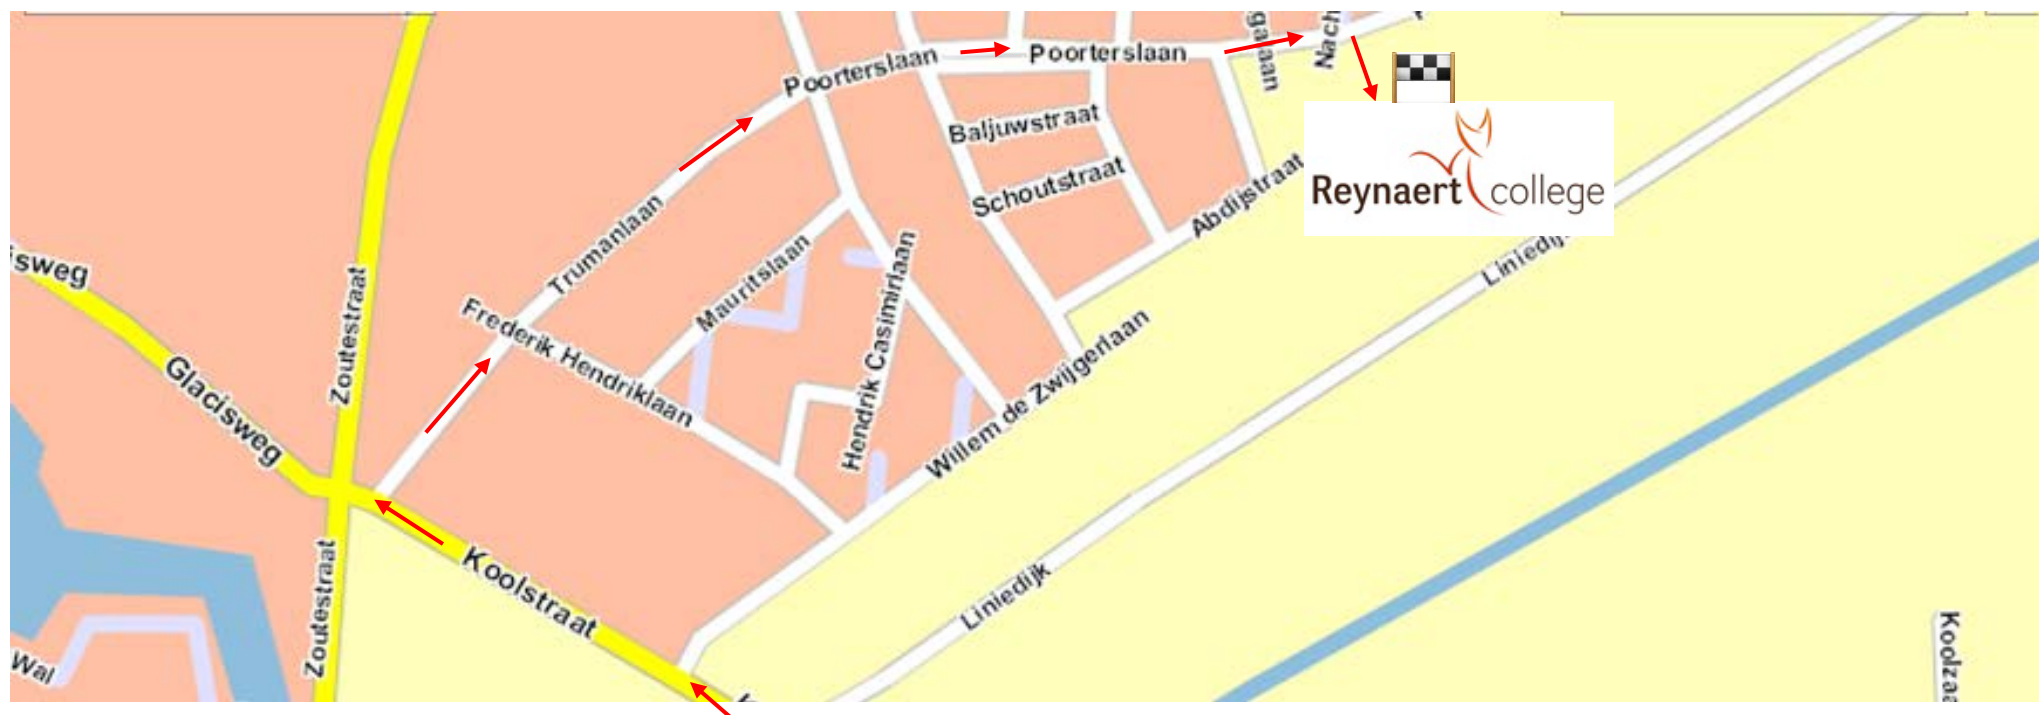 Poorterslaan
Poorterslaan
Baljuwstraat
Schoutstraat
Abdijstraat
Reynaert college
Trumanlaan
Mauritslaan
Hendrik Casimirlaan
Liniedijk
Zoutestraat
Frederik Hendriklaan
Willem de Zwijgerlaan
Glacisweg
Koolstraat
Liniedijk
Zoutestraat
Wal